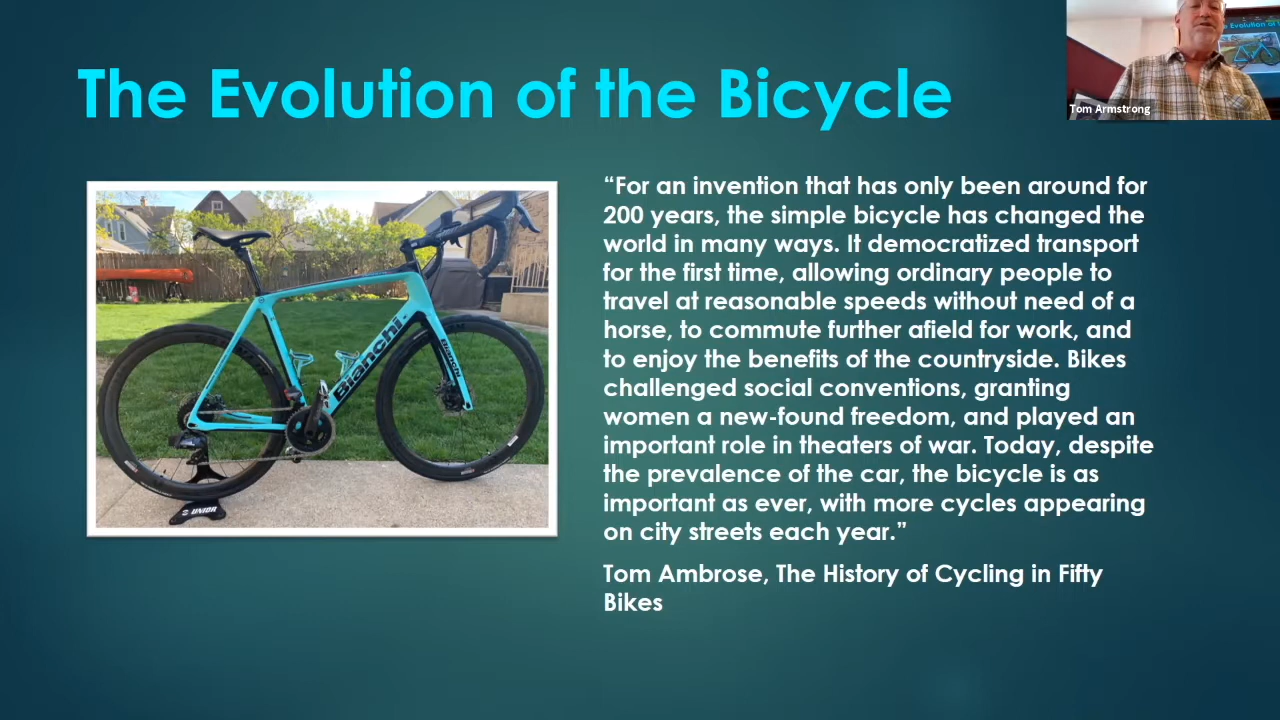 The Evolution of the Bicycle
e Evolution of
Tom Armstrong
Bianchi
Bianchi
UNIOR
“For an invention that has only been around for
200 years, the simple bicycle has changed the
world in many ways. It democratized transport
for the first time, allowing ordinary people to
travel at reasonable speeds without need of a
horse, to commute further afield for work, and
to enjoy the benefits of the countryside. Bikes
challenged social conventions, granting
women a new-found freedom, and played an
important role in theaters of war. Today, despite
the prevalence of the car, the bicycle is as
important as ever, with more cycles appearing
on city streets each year.”
Tom Ambrose, The History of Cycling in Fifty
Bikes